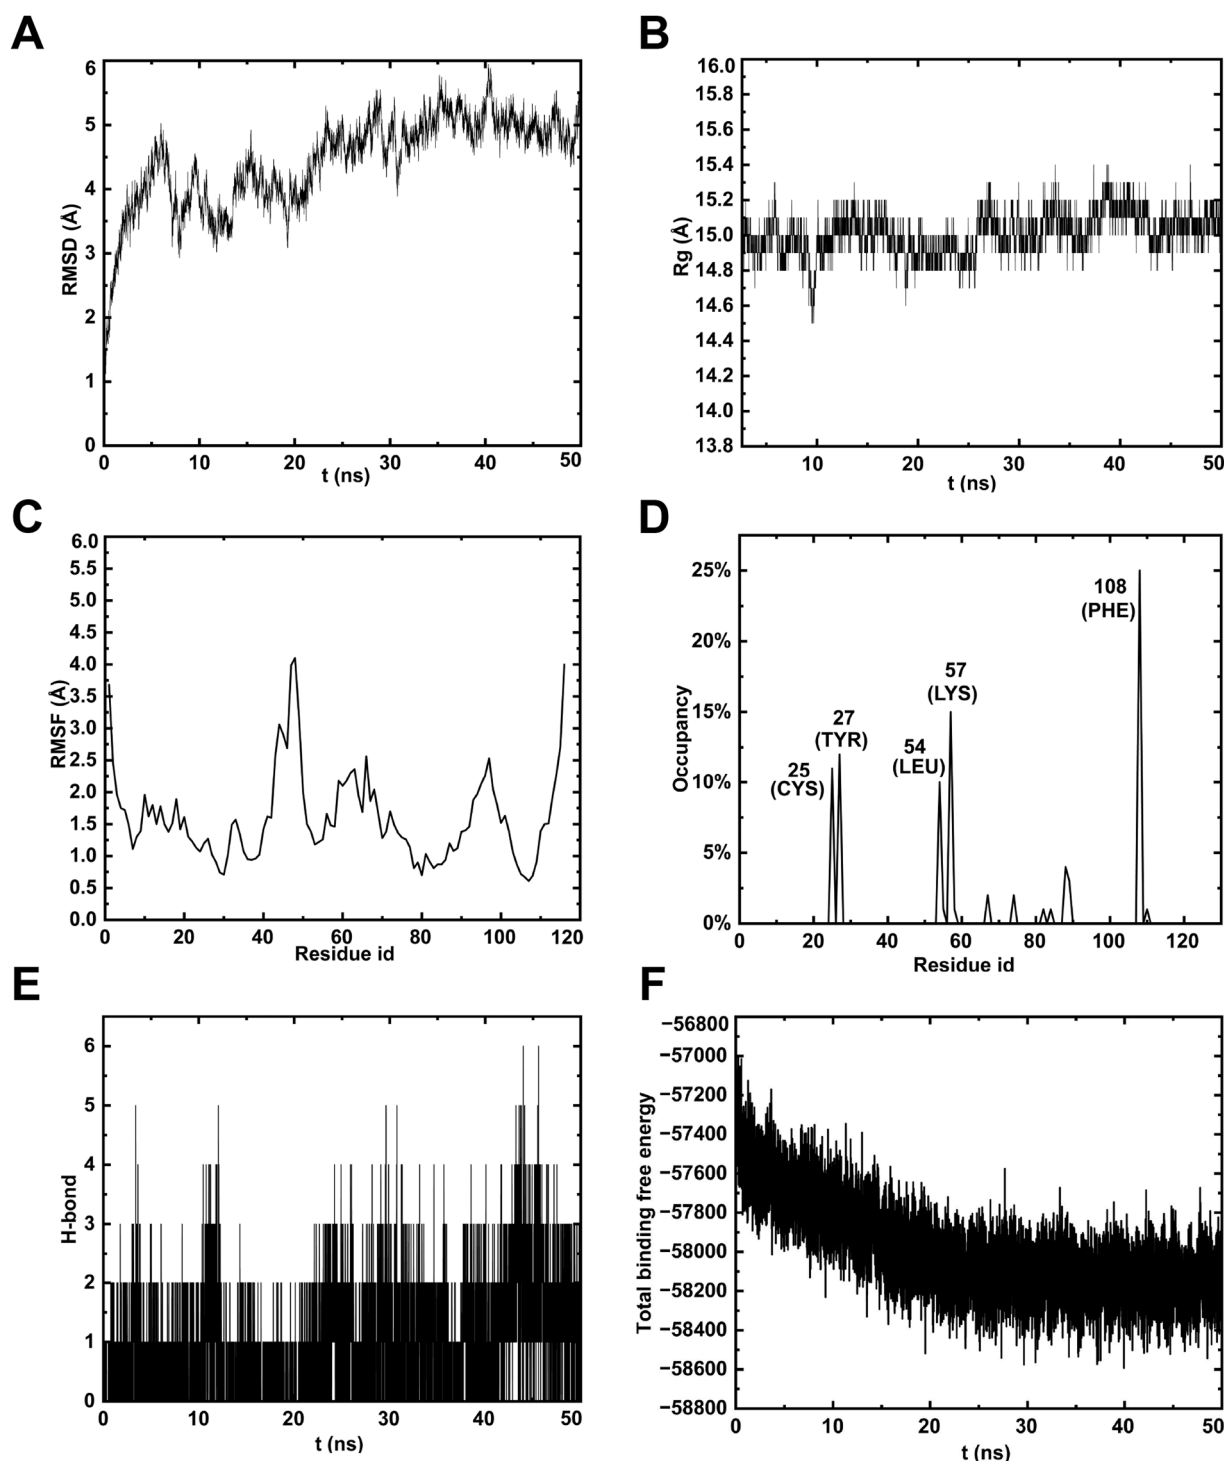 A
6
5
4
3
2
1
0
RMSD (Å)
0 10 20 30 40 50
t (ns)
B
16.0
15.8
15.6
15.4
15.2
15.0
14.8
14.6
14.4
14.2
14.0
13.8
Rg (Å)
10 20 30 40 50
t (ns)
C
6.0
5.5
5.0
4.5
4.0
3.5
3.0
2.5
2.0
1.5
1.0
0.5
0.0
RMSF (Å)
0 20 40 60 80 100 120
Residue id
D
25%
20%
15%
10%
5%
0%
Occupancy
25
(CYS)
27
(TYR)
54
(LEU)
57
(LYS)
108
(PHE)
0 20 40 60 80 100 120
Residue id
E
6
5
4
3
2
1
0
H-bond
0 10 20 30 40 50
t (ns)
F
−56800
−57000
−57200
−57400
−57600
−57800
−58000
−58200
−58400
−58600
−58800
Total binding free energy
0 10 20 30 40 50
t (ns)